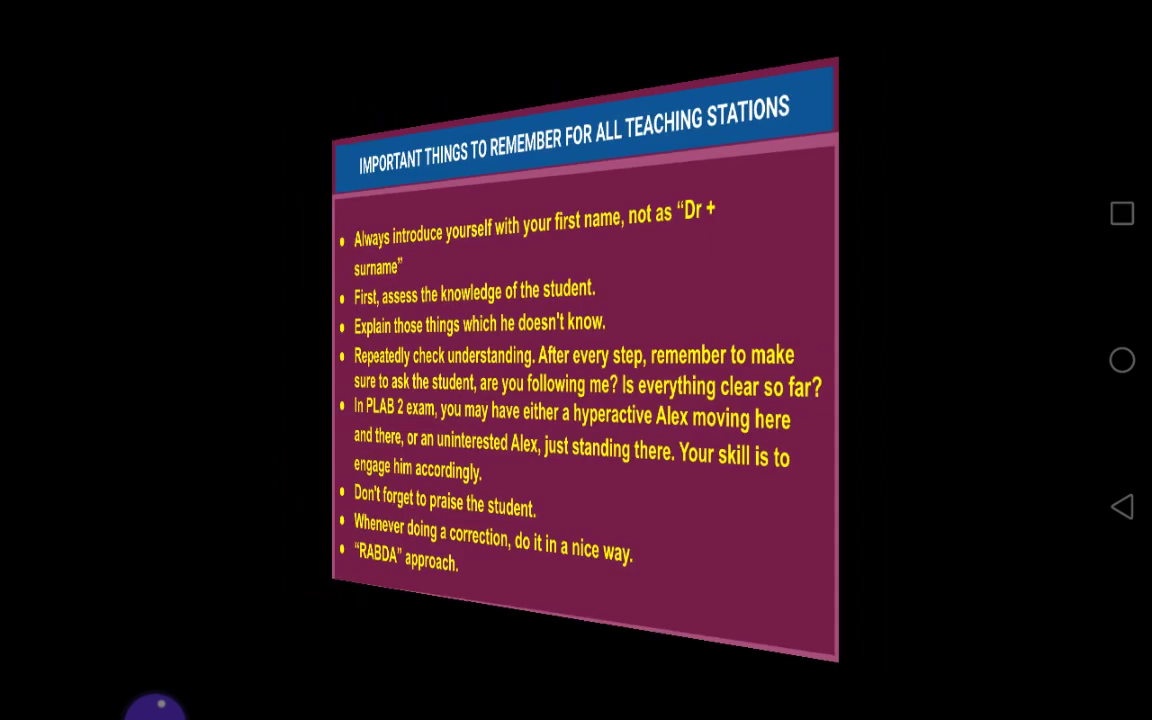 IMPORTANT THINGS TO REMEMBER FOR ALL TEACHING STATIONS
• Always introduce yourself with your first name, not as “Dr +
surname”
• First, assess the knowledge of the student.
• Explain those things which he doesn't know.
• Repeatedly check understanding. After every step, remember to make
sure to ask the student, are you following me? Is everything clear so far?
• In PLAB 2 exam, you may have either a hyperactive Alex moving here
and there, or an uninterested Alex, just standing there. Your skill is to
engage him accordingly.
• Don't forget to praise the student.
• Whenever doing a correction, do it in a nice way.
• “RABDA” approach.